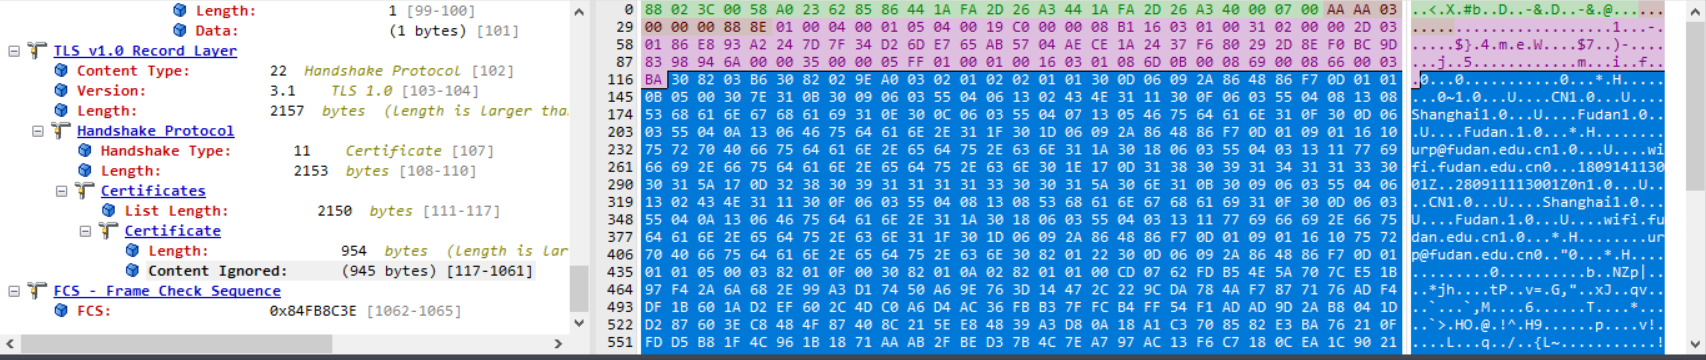 Length: 1 [99-100]
Data: (1 bytes) [101]
TLS v1.0 Record Layer
Content Type: 22 Handshake Protocol [102]
Version: 3.1 TLS 1.0 [103-104]
Length: 2157 bytes (length is larger tha
Handshake Protocol
Handshake Type: 11 Certificate [107]
Length: 2153 bytes [108-110]
Certificates
List Length: 2150 bytes [111-117]
Certificate
Length: 954 bytes (length is lar
Content Ignored: (945 bytes) [117-1061]
FCS - Frame Check Sequence
FCS: 0x84FB8C3E [1062-1065]
0 88 02 3C 00 58 A0 23 62 85 86 44 1A FA 2D 26 A3 44 1A FA 2D 26 A3 40 00 07 00 AA AA 03 ..<.X.#b..D..-&.D..-&.@......
29 00 00 00 88 8E 01 00 04 00 01 05 04 00 19 C0 00 00 08 B1 16 03 01 00 31 02 00 00 2D 03 ........................1...-.
58 01 86 E8 93 A2 24 7D 7F 34 D2 6D E7 65 AB 57 04 AE CE 1A 24 37 F6 80 29 2D 8E F0 BC 9D .....$}.4.m.e.W....$7..)-....
87 83 98 94 6A 00 00 35 00 00 05 FF 01 00 01 00 16 03 01 08 6D 0B 00 08 69 00 08 66 00 03 ...j..5............m...i..f..
116 BA 30 82 03 B6 30 82 02 9E A0 03 02 01 02 02 01 01 30 0D 06 09 2A 86 48 86 F7 0D 01 01 .0...0...........0...*.H.....
145 0B 05 00 30 7E 31 0B 30 09 06 03 55 04 06 13 02 43 4E 31 11 30 0F 06 03 55 04 08 13 08 ...0~1.0...U....CN1.0...U....
174 53 68 61 6E 67 68 61 69 31 0E 30 0C 06 03 55 04 07 13 05 46 75 64 61 6E 31 0F 30 0D 06 Shanghai1.0...U....Fudan1.0..
203 03 55 04 0A 13 06 46 75 64 61 6E 2E 31 1F 30 1D 06 09 2A 86 48 86 F7 0D 01 09 01 16 10 .U....Fudan.1.0...*.H........
232 75 72 70 40 66 75 64 61 6E 2E 65 64 75 2E 63 6E 31 1A 30 18 06 03 55 04 03 13 11 77 69 urp@fudan.edu.cn1.0...U....wi
261 66 69 2E 66 75 64 61 6E 2E 65 64 75 2E 63 6E 30 1E 17 0D 31 38 30 39 31 34 31 31 33 30 fi.fudan.edu.cn0...1809141130
290 30 31 5A 17 0D 32 38 30 39 31 31 31 31 33 30 30 31 5A 30 6E 31 0B 30 09 06 03 55 04 06 01Z..280911113001Z0n1.0...U..
319 13 02 43 4E 31 11 30 0F 06 03 55 04 08 13 08 53 68 61 6E 67 68 61 69 31 0F 30 0D 06 03 ..CN1.0...U....Shanghai1.0...
348 55 04 0A 13 06 46 75 64 61 6E 2E 31 1A 30 18 06 03 55 04 03 13 11 77 69 66 69 2E 66 75 U....Fudan.1.0...U....wifi.fu
377 64 61 6E 2E 65 64 75 2E 63 6E 31 1F 30 1D 06 09 2A 86 48 86 F7 0D 01 09 01 16 10 75 72 dan.edu.cn1.0...*.H........ur
406 70 40 66 75 64 61 6E 2E 65 64 75 2E 63 6E 30 82 01 22 30 0D 06 09 2A 86 48 86 F7 0D 01 p@fudan.edu.cn0.."0...*.H....
435 01 01 05 00 03 82 01 0F 00 30 82 01 0A 02 82 01 01 00 CD 07 62 FD B5 4E 5A 70 7C E5 1B .........0..........b..NZp|..
464 97 F4 2A 6A 68 2E 99 A3 D1 74 50 A6 9E 76 3D 14 47 2C 22 9C DA 78 4A F7 87 71 76 AD F4 ..*jh....tP..v=.G,"..xJ..qv..
493 DF 1B 60 1A D2 EF 60 2C 4D C0 A6 D4 AC 36 FB B3 7F FC B4 FF 54 F1 AD AD 9D 2A B8 04 1D ..`...`,M....6......T....*...
522 D2 87 60 3E C8 48 4F 87 40 8C 21 5E E8 48 39 A3 D8 0A 18 A1 C3 70 85 82 E3 BA 76 21 0F ..`>.HO.@.!^.H9......p....v!.
551 FD D5 B8 1F 4C 96 1B 18 71 AA AB 2F BE D3 7B 4C 7E A7 97 AC 13 F6 C7 18 0C EA 1C 90 21 ....L...q../..{L~...........!